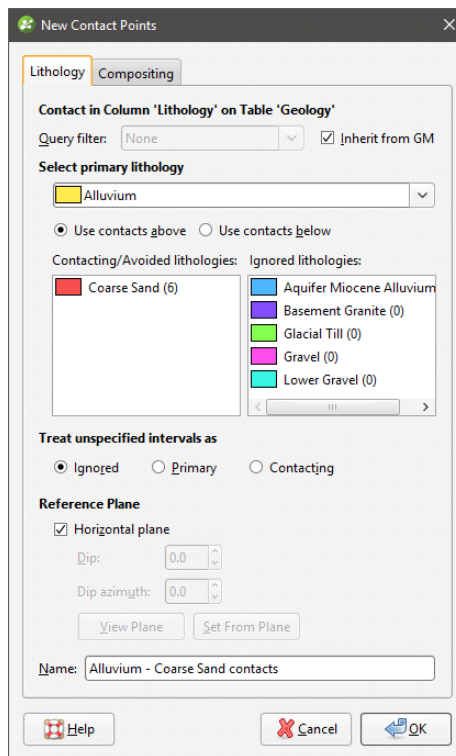 New Contact Points
Lithology Compositing
Contact in Column 'Lithology' on Table 'Geology'
Query filter: None Inherit from GM
Select primary lithology
Alluvium
Use contacts above Use contacts below
Contacting/Avoided lithologies: Ignored lithologies:
Coarse Sand (6) Aquifer Miocene Alluvium
Basement Granite (0)
Glacial Till (0)
Gravel (0)
Lower Gravel (0)
Treat unspecified intervals as
Ignored Primary Contacting
Reference Plane
Horizontal plane
Dip: 0.0
Dip azimuth: 0.0
View Plane Set From Plane
Name: Alluvium - Coarse Sand contacts
Help Cancel OK